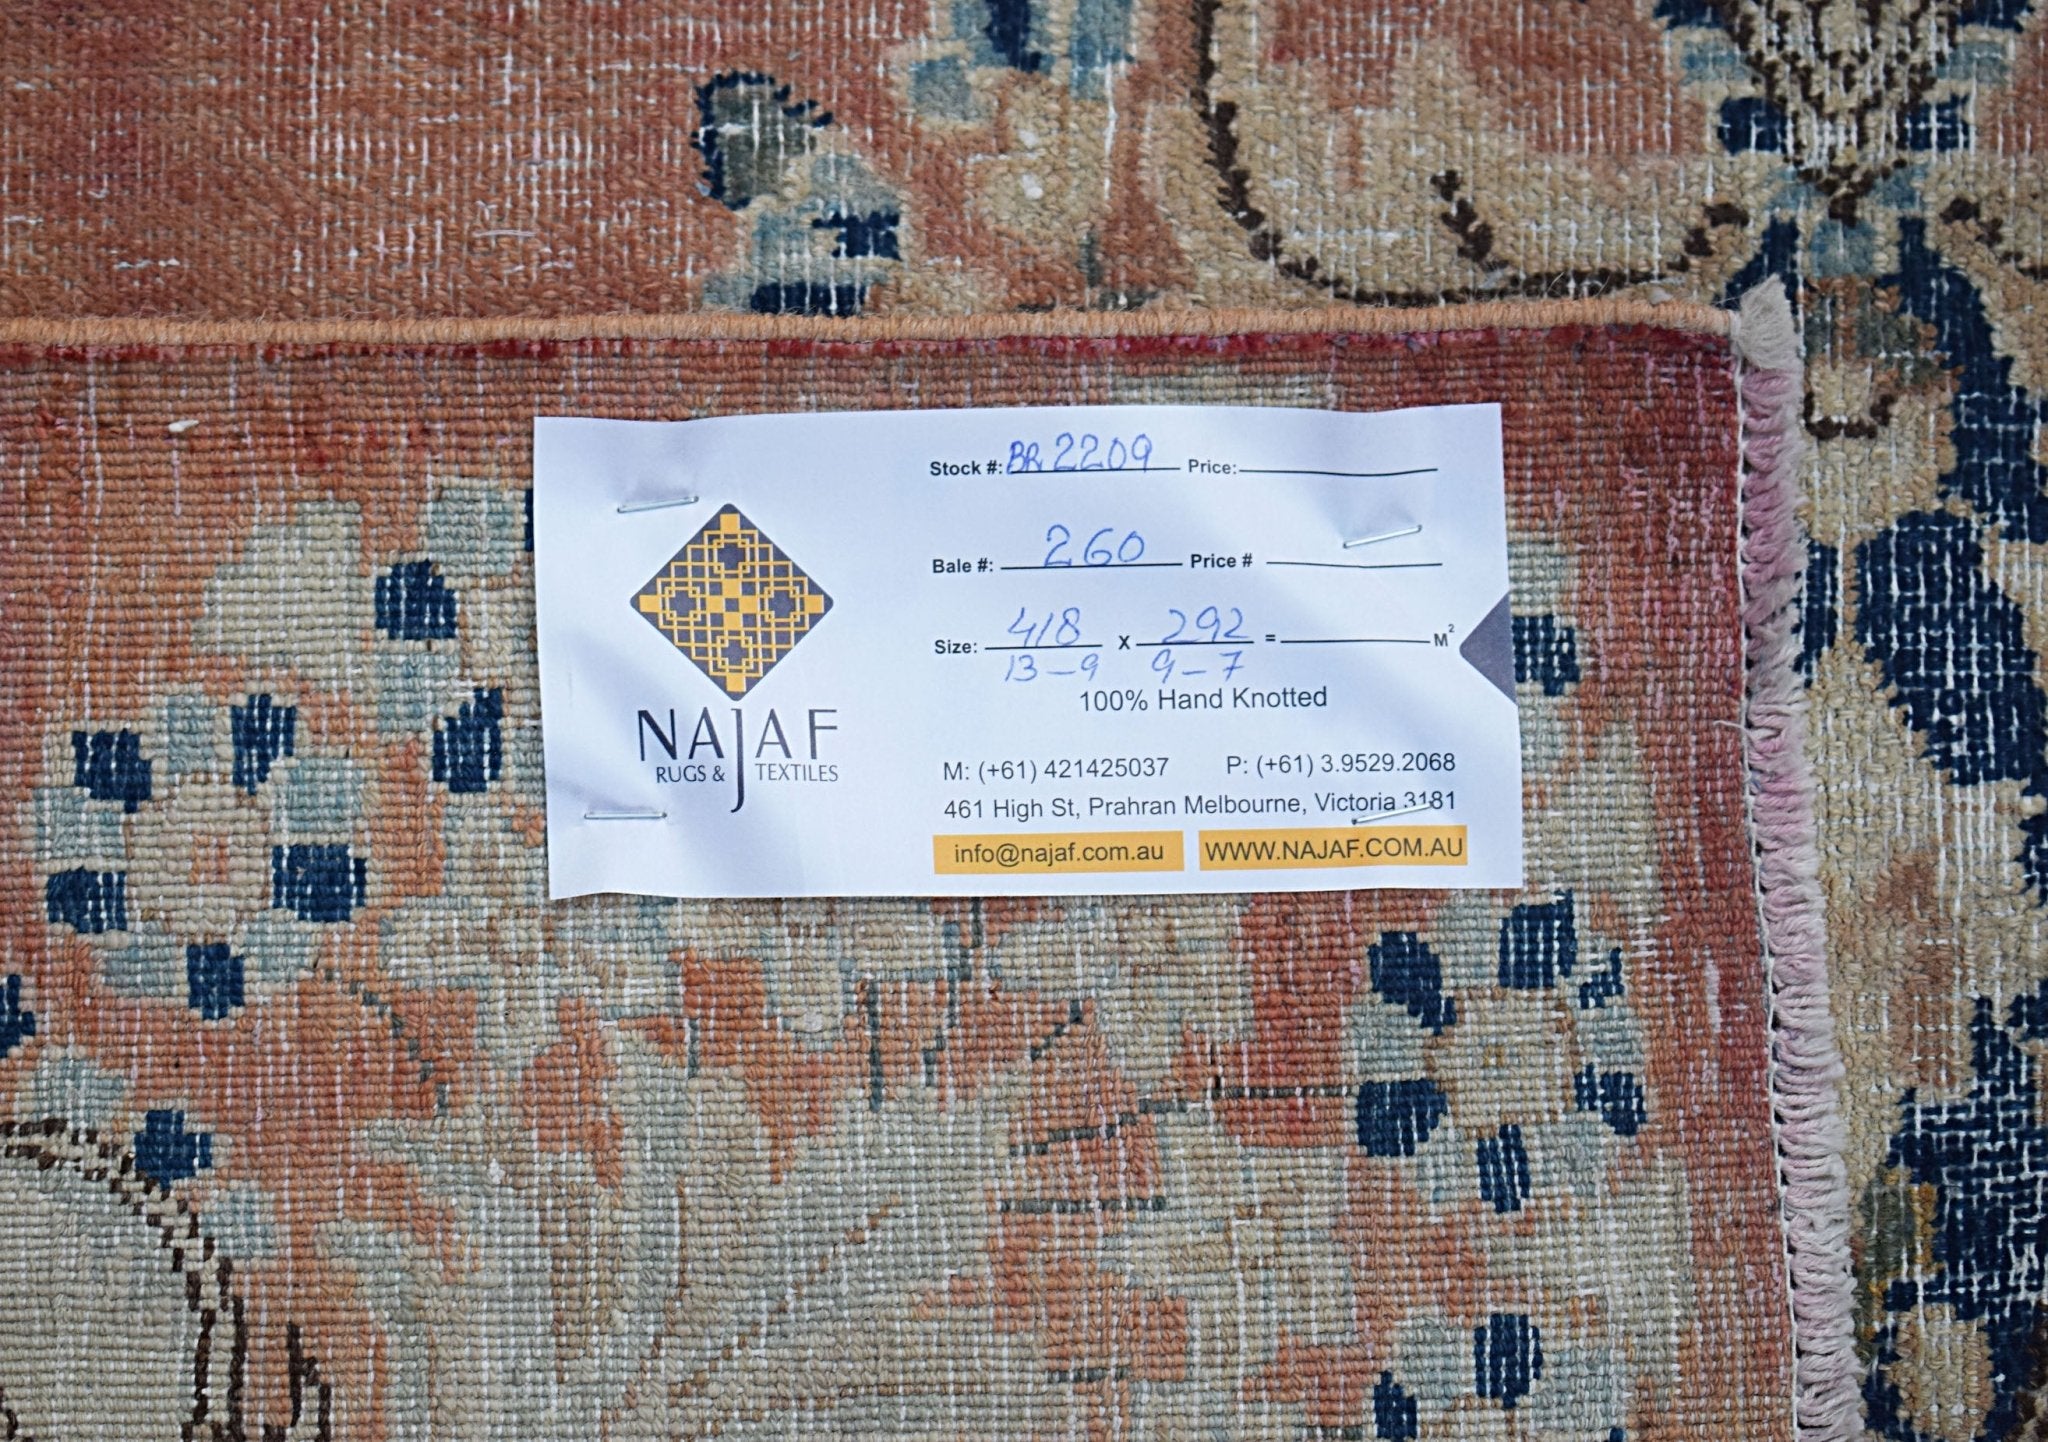 NAJAF
RUGS & TEXTILES
Stock #: BR 2209 Price:
Bale #: 260 Price #
Size: 418 X 292 = M²
13-9 9-7
100% Hand Knotted
M: (+61) 421425037 P: (+61) 3.9529.2068
461 High St, Prahran Melbourne, Victoria 3181
info@najaf.com.au WWW.NAJAF.COM.AU